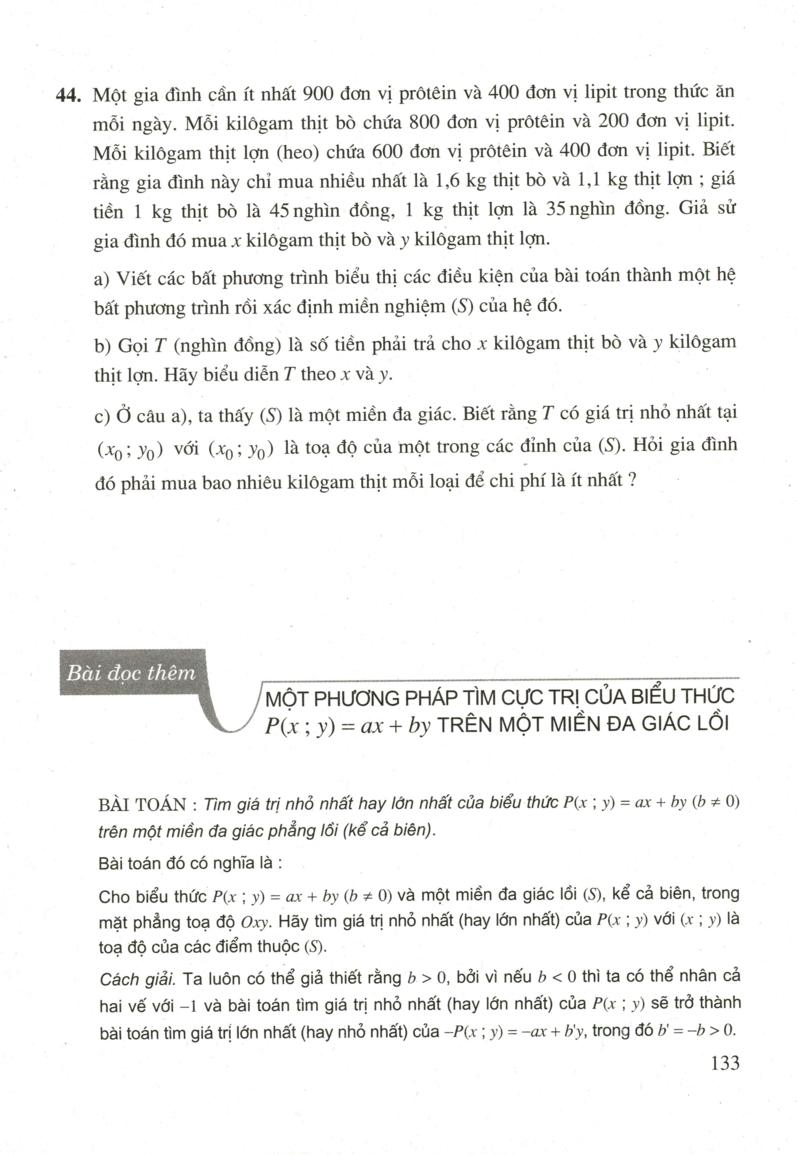 44. Một gia đình cần ít nhất 900 đơn vị prôtêin và 400 đơn vị lipit trong thức ăn
mỗi ngày. Mỗi kilôgam thịt bò chứa 800 đơn vị prôtêin và 200 đơn vị lipit.
Mỗi kilôgam thịt lợn (heo) chứa 600 đơn vị prôtêin và 400 đơn vị lipit. Biết
rằng gia đình này chỉ mua nhiều nhất là 1,6 kg thịt bò và 1,1 kg thịt lợn ; giá
tiền 1 kg thịt bò là 45 nghìn đồng, 1 kg thịt lợn là 35 nghìn đồng. Giả sử
gia đình đó mua x kilôgam thịt bò và y kilôgam thịt lợn.
a) Viết các bất phương trình biểu thị các điều kiện của bài toán thành một hệ
bất phương trình rồi xác định miền nghiệm (S) của hệ đó.
b) Gọi T (nghìn đồng) là số tiền phải trả cho x kilôgam thịt bò và y kilôgam
thịt lợn. Hãy biểu diễn T theo x và y.
c) Ở câu a), ta thấy (S) là một miền đa giác. Biết rằng T có giá trị nhỏ nhất tại
(x₀ ; y₀) với (x₀ ; y₀) là toạ độ của một trong các đỉnh của (S). Hỏi gia đình
đó phải mua bao nhiêu kilôgam thịt mỗi loại để chi phí là ít nhất ?
Bài đọc thêm
MỘT PHƯƠNG PHÁP TÌM CỰC TRỊ CỦA BIỂU THỨC
P(x ; y) = ax + by TRÊN MỘT MIỀN ĐA GIÁC LỒI
BÀI TOÁN : Tìm giá trị nhỏ nhất hay lớn nhất của biểu thức P(x ; y) = ax + by (b ≠ 0)
trên một miền đa giác phẳng lồi (kể cả biên).
Bài toán đó có nghĩa là :
Cho biểu thức P(x ; y) = ax + by (b ≠ 0) và một miền đa giác lồi (S), kể cả biên, trong
mặt phẳng toạ độ Oxy. Hãy tìm giá trị nhỏ nhất (hay lớn nhất) của P(x ; y) với (x ; y) là
toạ độ của các điểm thuộc (S).
Cách giải. Ta luôn có thể giả thiết rằng b > 0, bởi vì nếu b < 0 thì ta có thể nhân cả
hai vế với –1 và bài toán tìm giá trị nhỏ nhất (hay lớn nhất) của P(x ; y) sẽ trở thành
bài toán tìm giá trị lớn nhất (hay nhỏ nhất) của –P(x ; y) = –ax + b'y, trong đó b' = –b > 0.
133